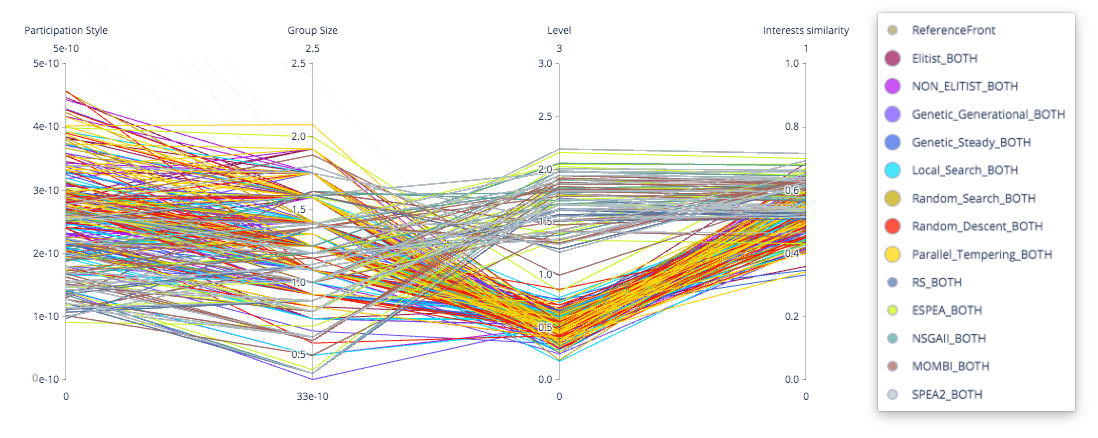 Participation Style Group Size Level Interests similarity
5e-10 2.5 3 1
5e-10 2.5 3.0 1.0
2.5
4e-10 2.0 0.8
2.0
3e-10 0.6
1.5 1.5
2e-10 0.4
1.0 1.0
1e-10 0.2
0.5 0.5
0e-10 0.0 0.0
0 33e-10 0 0
ReferenceFront
Elitist_BOTH
NON_ELITIST_BOTH
Genetic_Generational_BOTH
Genetic_Steady_BOTH
Local_Search_BOTH
Random_Search_BOTH
Random_Descent_BOTH
Parallel_Tempering_BOTH
RS_BOTH
ESPEA_BOTH
NSGAII_BOTH
MOMBI_BOTH
SPEA2_BOTH